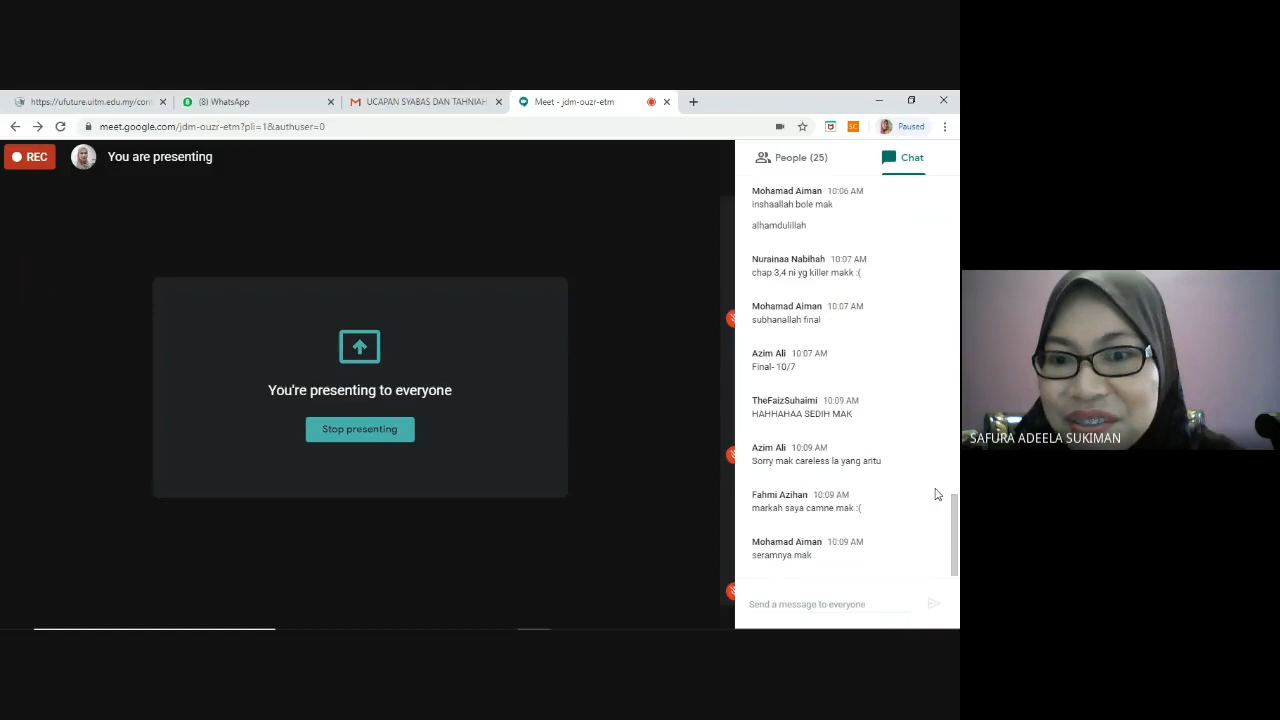 https://ufuture.uitm.edu.my/con
(8) WhatsApp
UCAPAN SYABAS DAN TAHNIAH
Meet - jdm-ouzr-etm
meet.google.com/jdm-ouzr-etm?pli=1&authuser=0
SC
Paused
REC
You are presenting
People (25)
Chat
Mohamad Aiman 10:06 AM
inshaallah bole mak
alhamdulillah
Nurainaa Nabihah 10:07 AM
chap 3,4 ni yg killer makk :(
Mohamad Aiman 10:07 AM
subhanallah final
Azim Ali 10:07 AM
Final- 10/7
TheFaizSuhaimi 10:09 AM
HAHHAHAA SEDIH MAK
Azim Ali 10:09 AM
Sorry mak careless la yang aritu
Fahmi Azihan 10:09 AM
markah saya camne mak :(
Mohamad Aiman 10:09 AM
seramnya mak
Send a message to everyone
You're presenting to everyone
Stop presenting
SAFURA ADEELA SUKIMAN